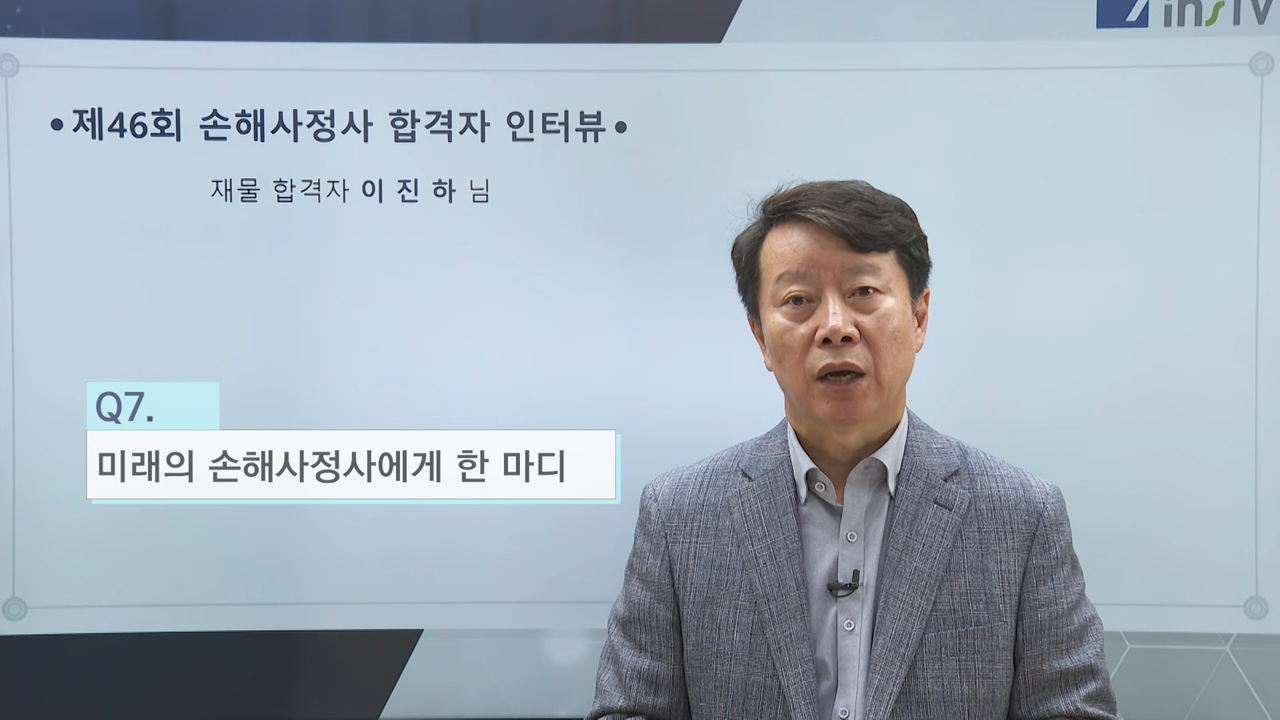 insTV
•제46회 손해사정사 합격자 인터뷰•
재물 합격자 이 진 하 님
Q7.
미래의 손해사정사에게 한 마디